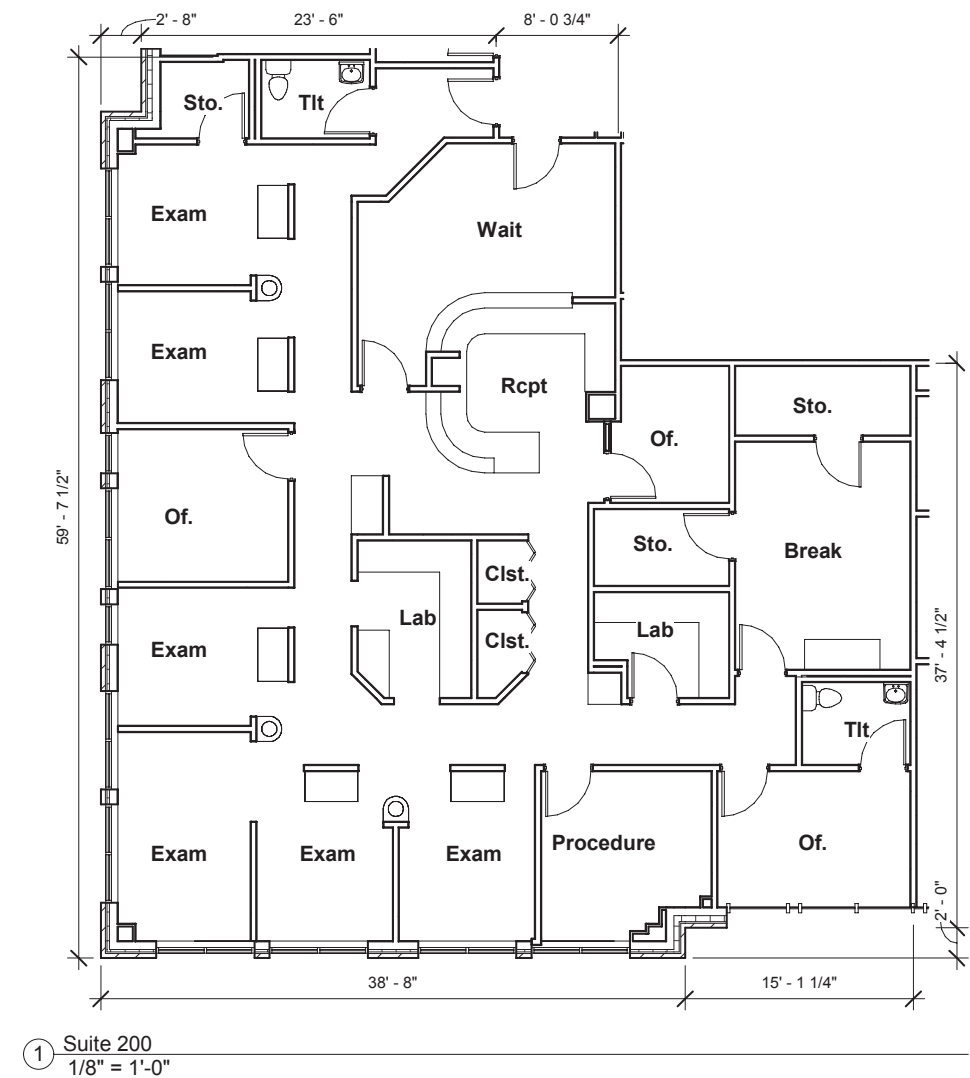 2' - 8"
23' - 6"
8' - 0 3/4"
Sto.
Tlt
Exam
Wait
Exam
Rcpt
Sto.
Of.
59' - 7 1/2"
Of.
Sto.
Break
Clst.
Lab
Lab
Clst.
Exam
37' - 4 1/2"
Tlt
Exam
Exam
Exam
Procedure
Of.
2' - 0"
38' - 8"
15' - 1 1/4"
1
Suite 200
1/8" = 1'-0"